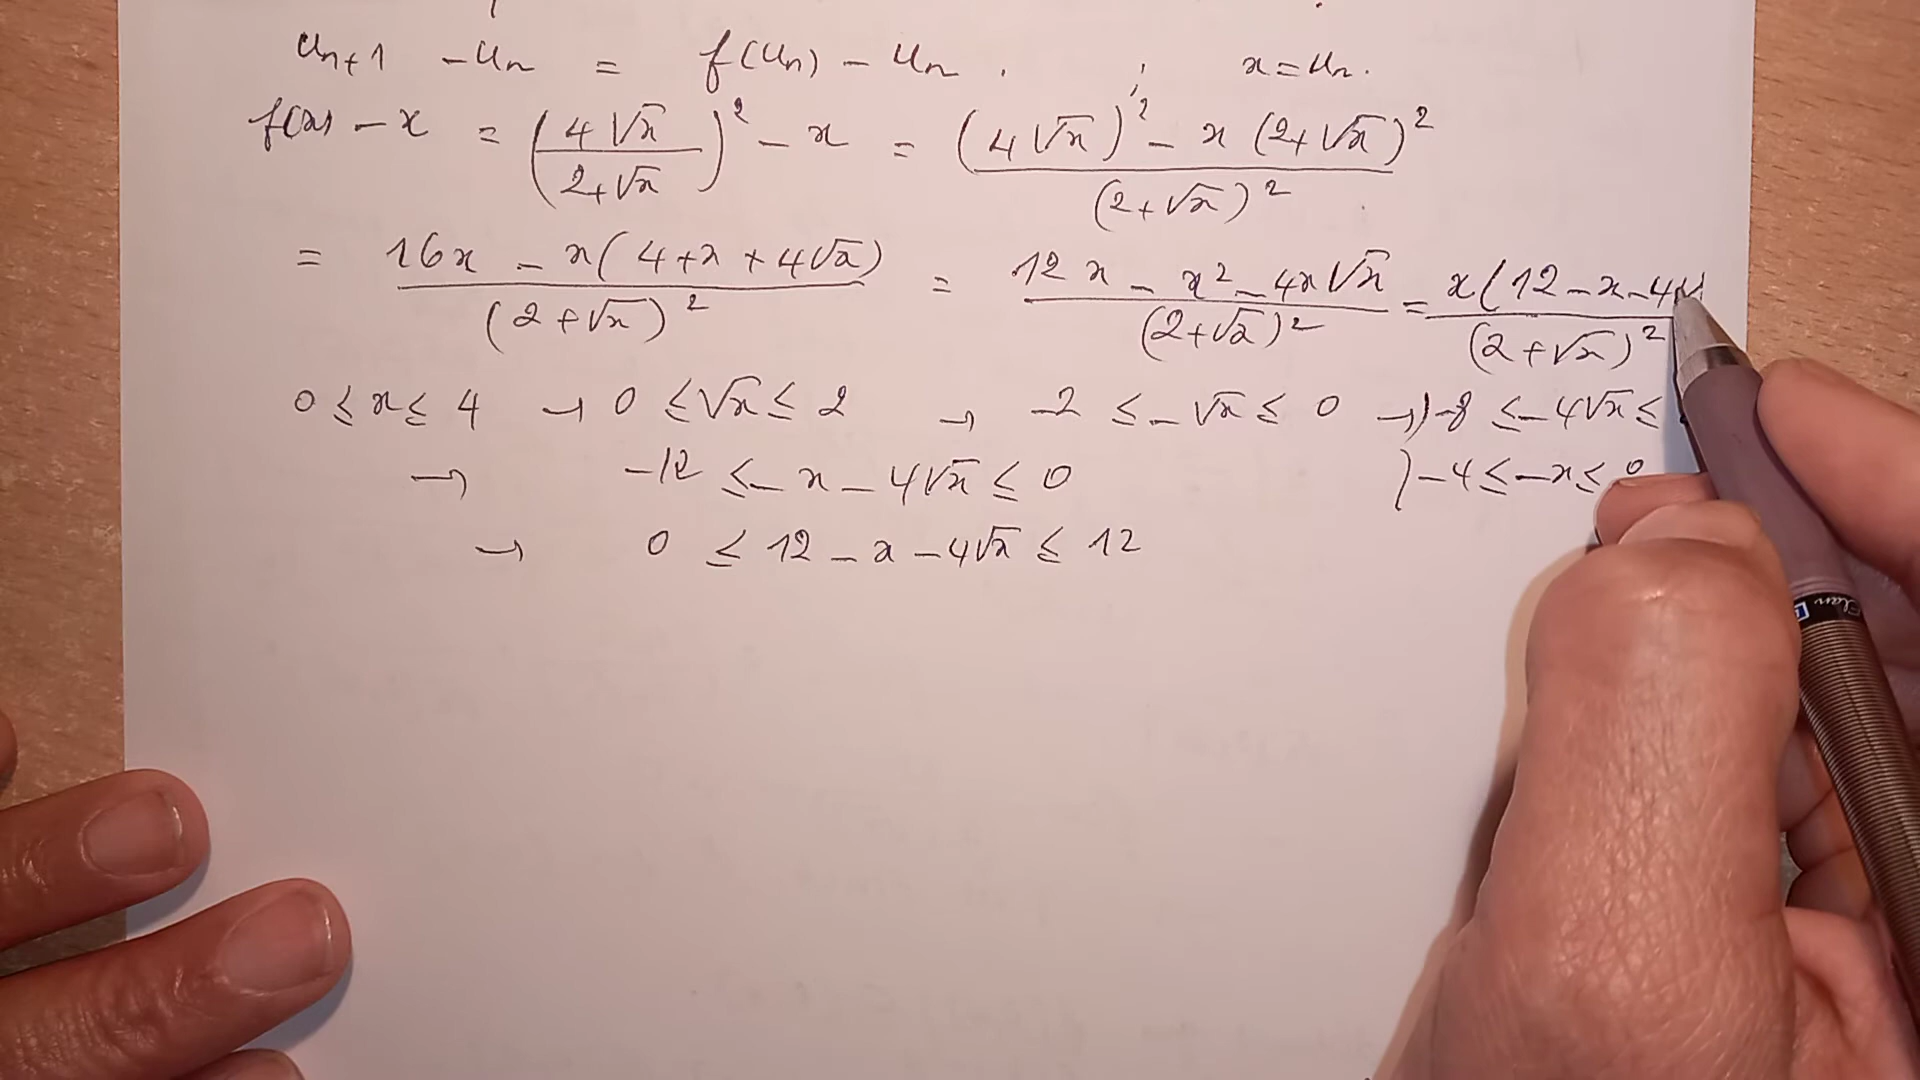 u_{n+1} - u_n = f(u_n) - u_n . ; x = u_n .
f(x) - x = (4√x / 2+√x)² - x = (4√x)² - x(2+√x)² / (2+√x)²
= 16x - x(4+x+4√x) / (2+√x)² = 12x - x² - 4x√x / (2+√x)² = x(12-x-4√ / (2+√x)²
0 ≤ x ≤ 4 → 0 ≤ √x ≤ 2 → -2 ≤ -√x ≤ 0 → ) -8 ≤ -4√x ≤
→ -12 ≤ -x - 4√x ≤ 0 ) -4 ≤ -x ≤ 0
→ 0 ≤ 12 - x - 4√x ≤ 12
elan